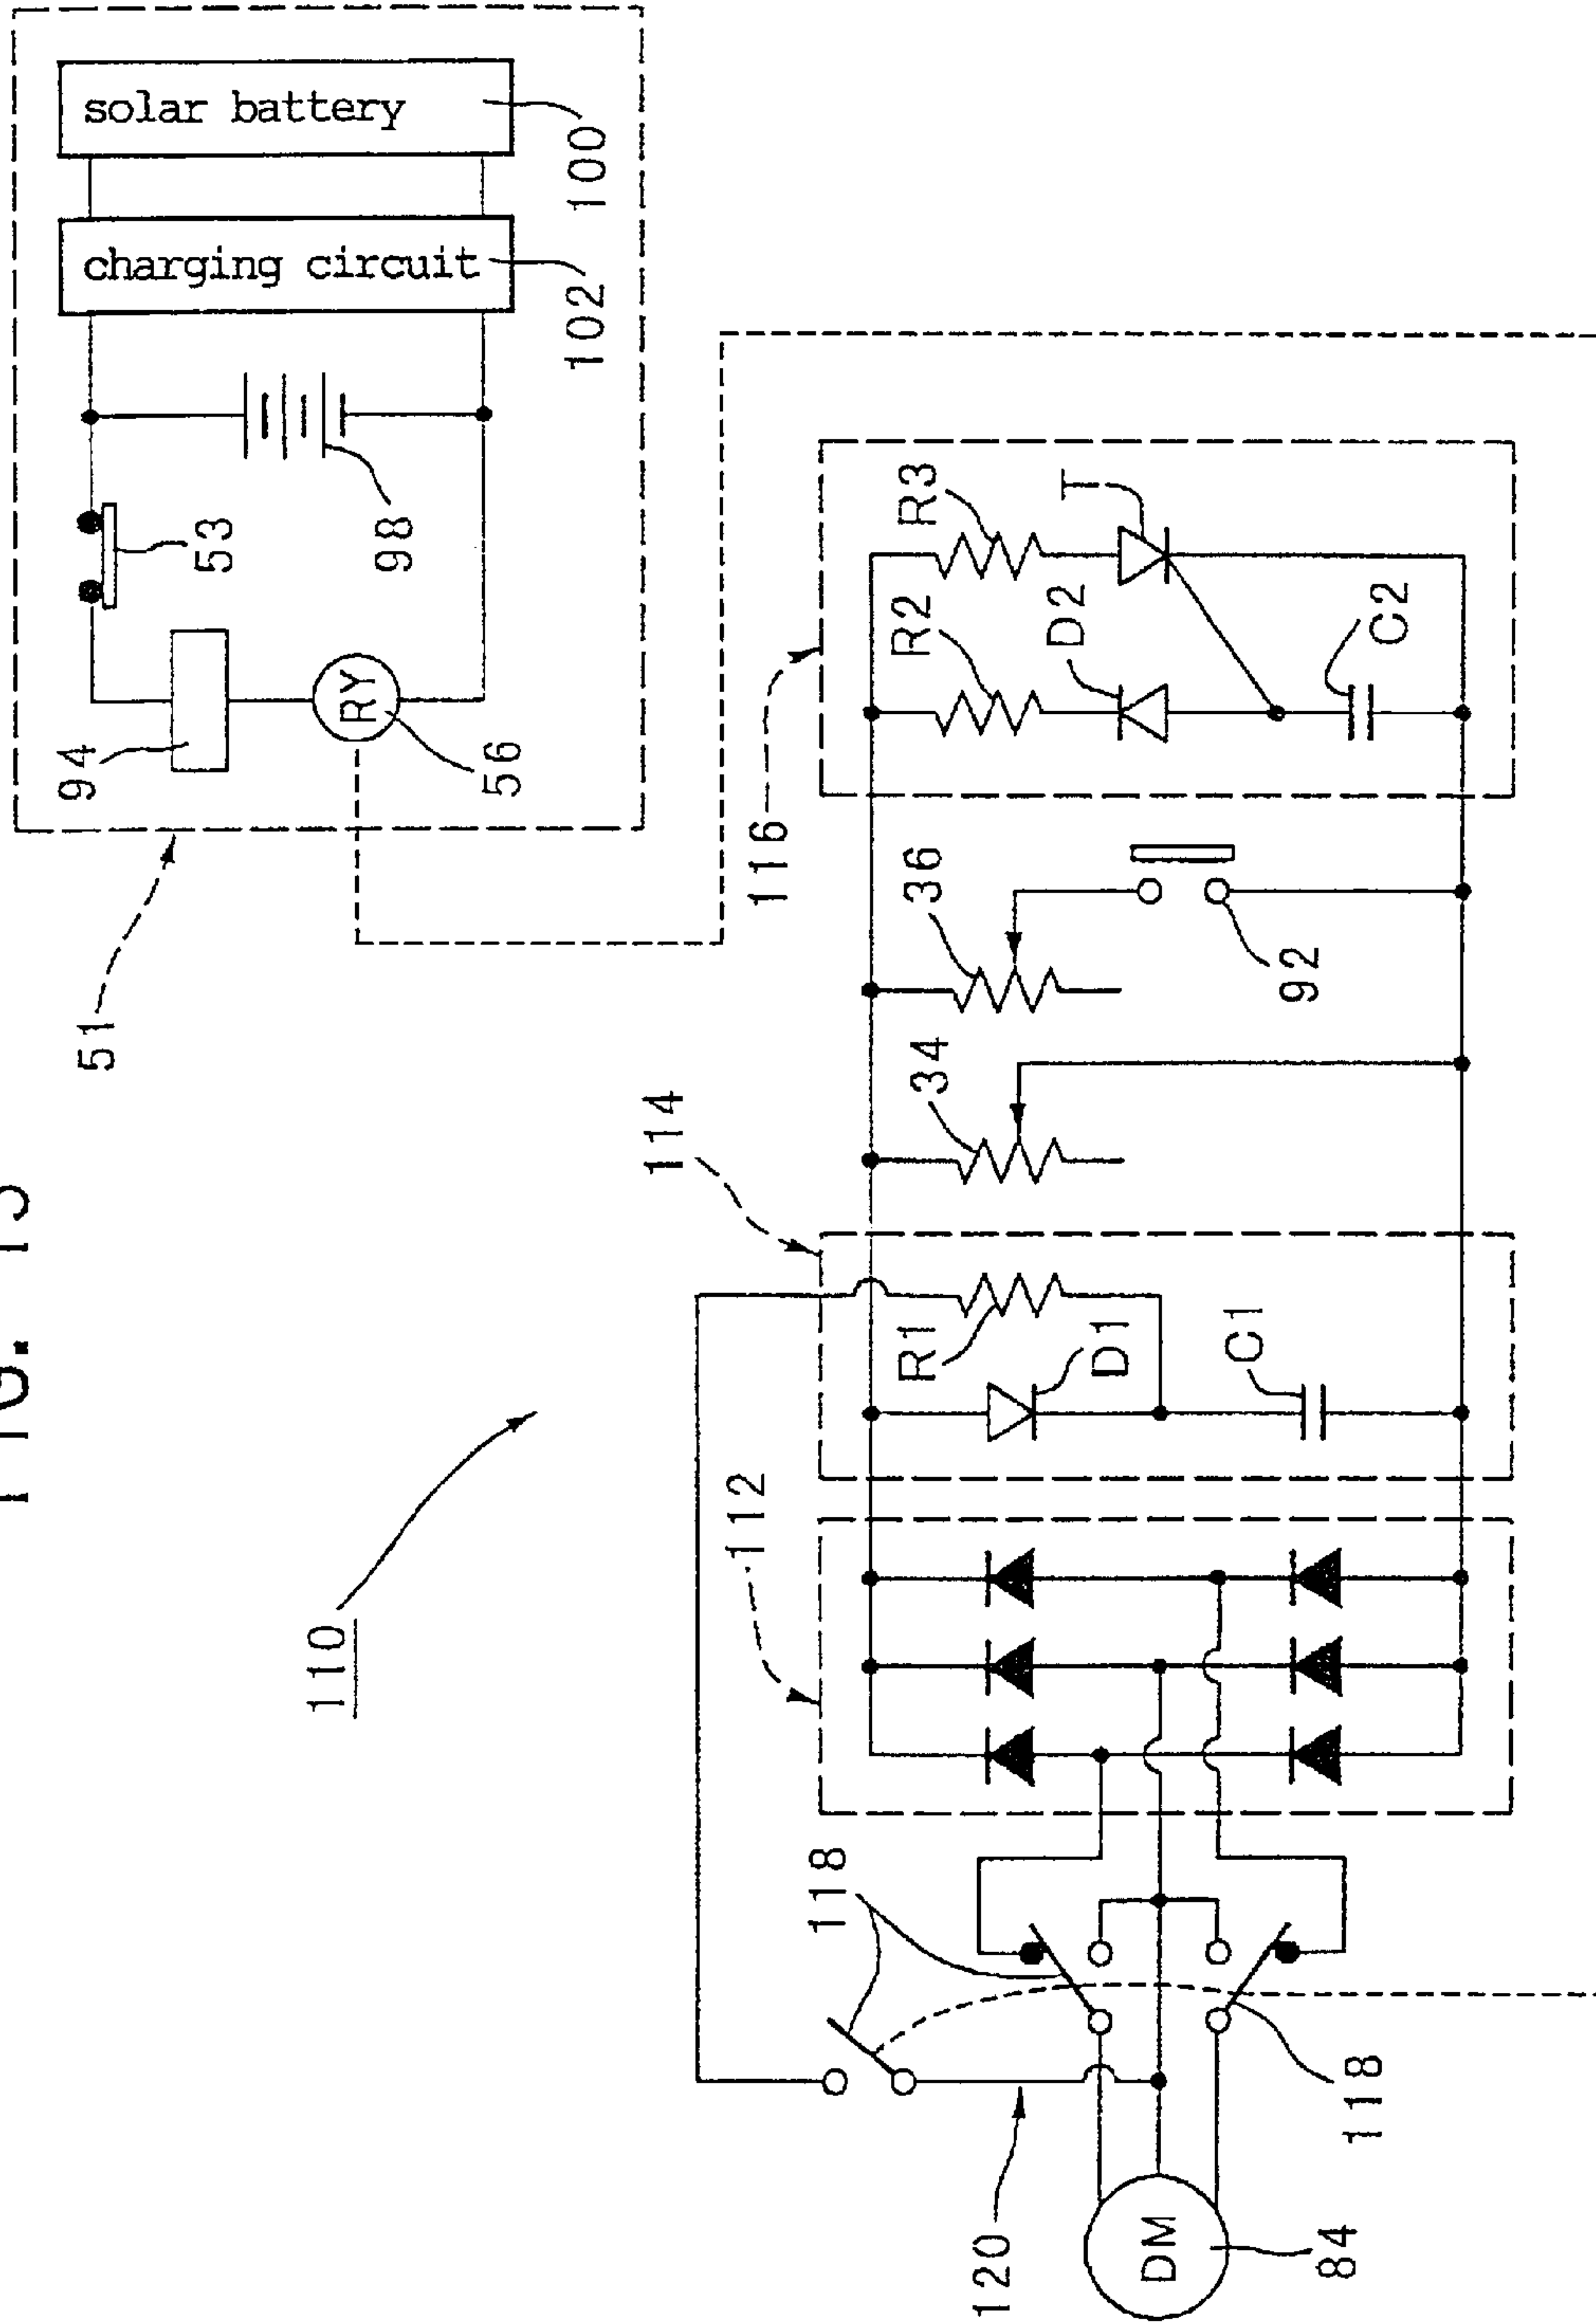 FIG.
solar battery
100
charging circuit
102
53
98
94
RY
56
51
110
116
R3
T
R2
D2
C2
36
92
34
114
R1
D1
C1
112
118
118
120
DM
84